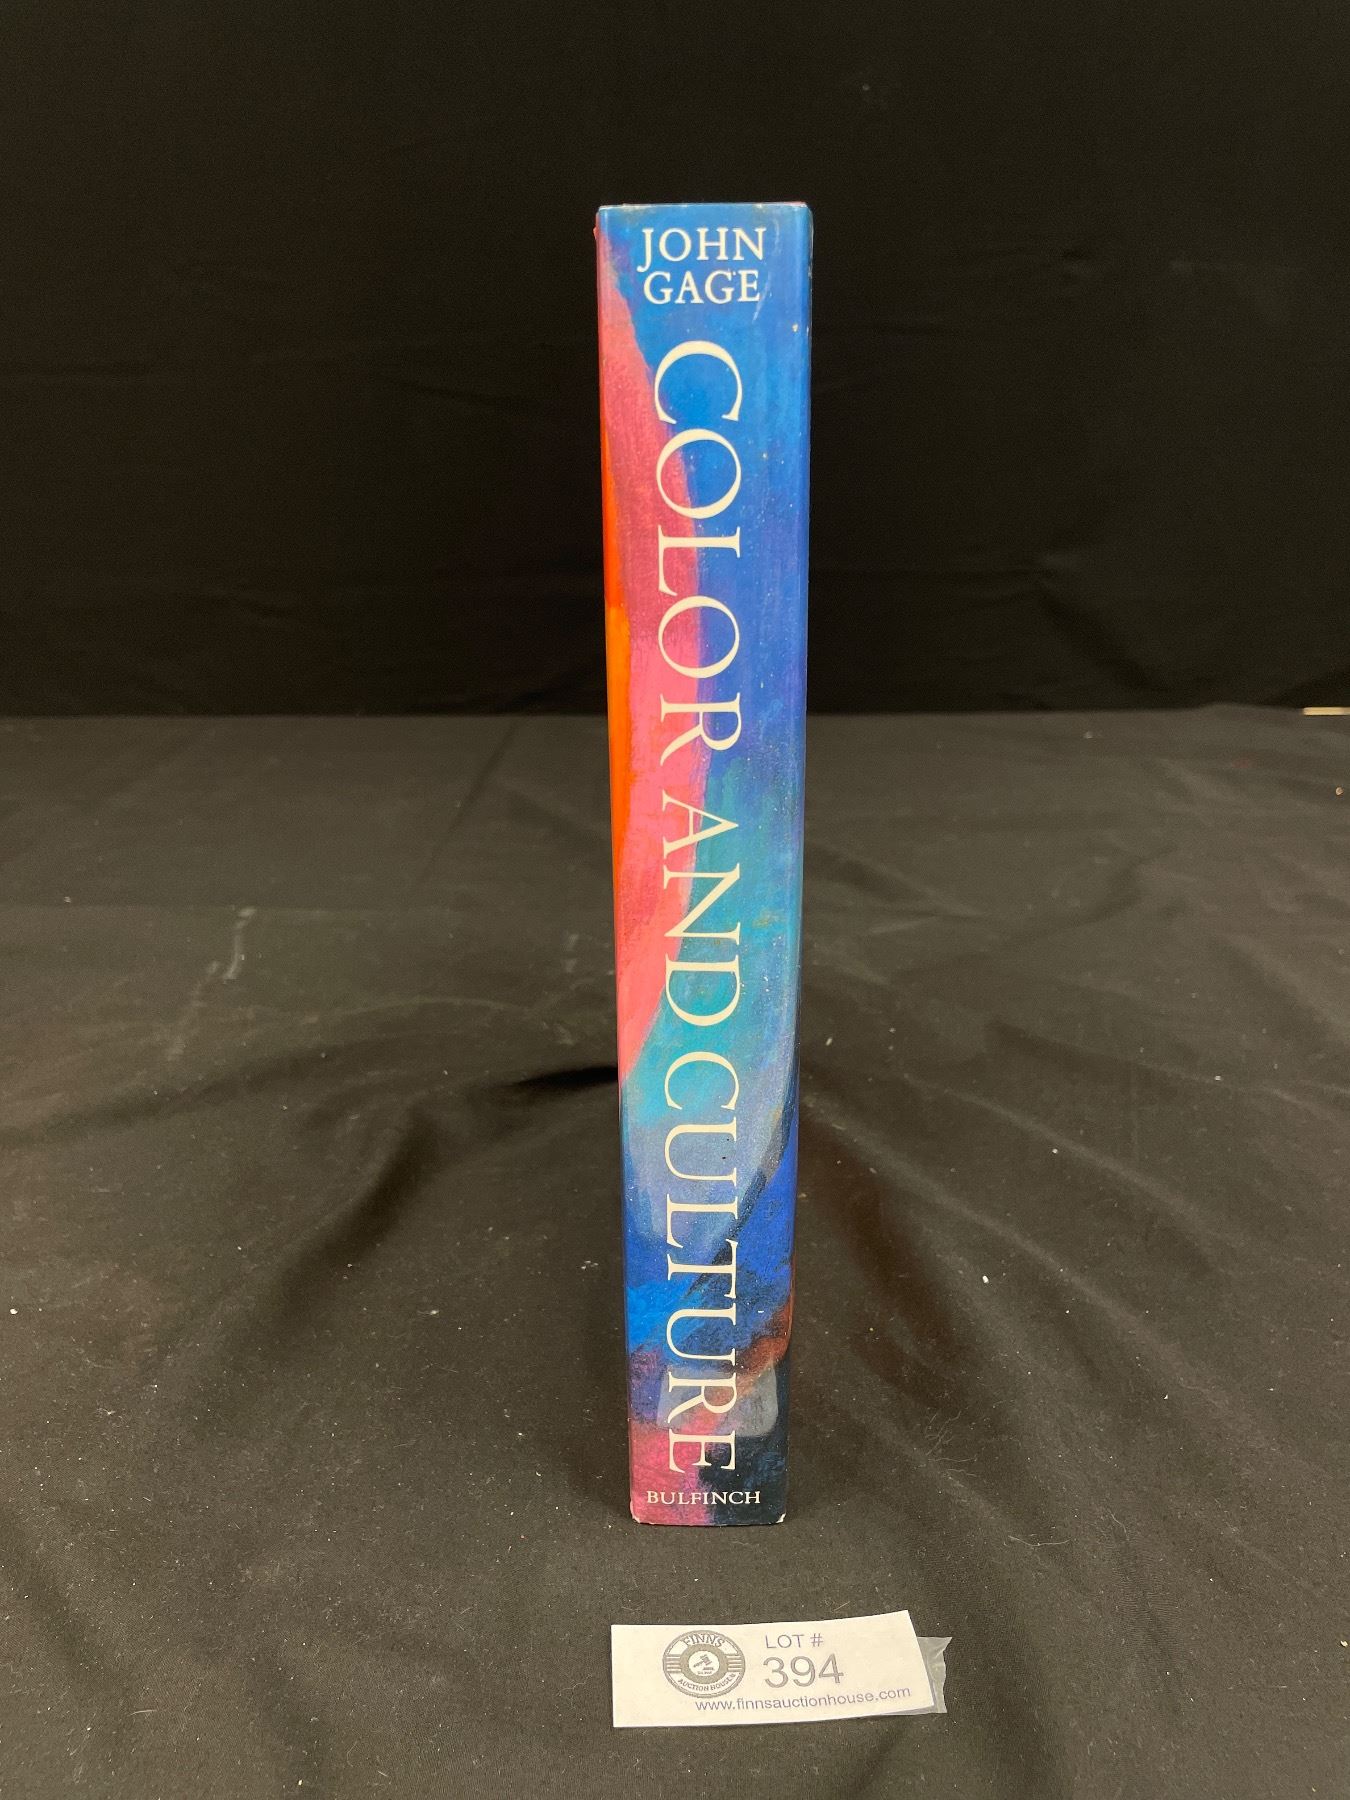 JOHN
GAGE
COLOR AND CULTURE
BULFINCH
FINNS
AUCTION HOUSE
LOT #
394
www.finnsauctionhouse.com